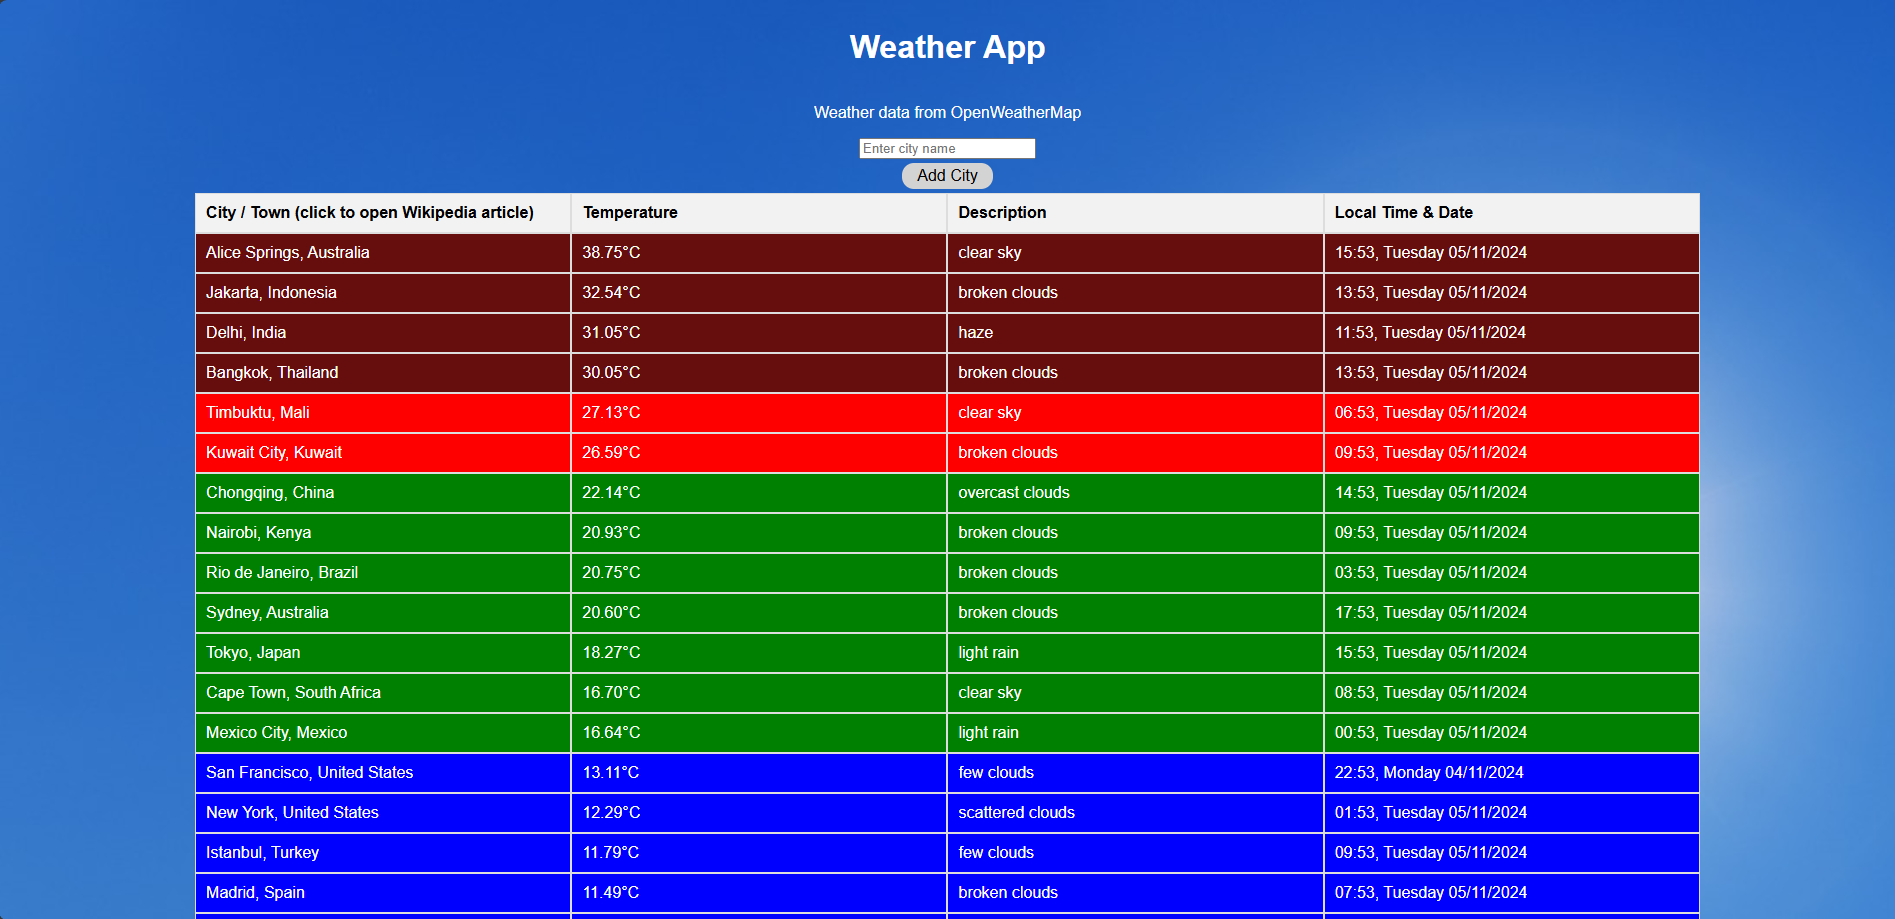 Weather App
Weather data from OpenWeatherMap
Enter city name
Add City
City / Town (click to open Wikipedia article) Temperature Description Local Time & Date
Alice Springs, Australia 38.75°C clear sky 15:53, Tuesday 05/11/2024
Jakarta, Indonesia 32.54°C broken clouds 13:53, Tuesday 05/11/2024
Delhi, India 31.05°C haze 11:53, Tuesday 05/11/2024
Bangkok, Thailand 30.05°C broken clouds 13:53, Tuesday 05/11/2024
Timbuktu, Mali 27.13°C clear sky 06:53, Tuesday 05/11/2024
Kuwait City, Kuwait 26.59°C broken clouds 09:53, Tuesday 05/11/2024
Chongqing, China 22.14°C overcast clouds 14:53, Tuesday 05/11/2024
Nairobi, Kenya 20.93°C broken clouds 09:53, Tuesday 05/11/2024
Rio de Janeiro, Brazil 20.75°C broken clouds 03:53, Tuesday 05/11/2024
Sydney, Australia 20.60°C broken clouds 17:53, Tuesday 05/11/2024
Tokyo, Japan 18.27°C light rain 15:53, Tuesday 05/11/2024
Cape Town, South Africa 16.70°C clear sky 08:53, Tuesday 05/11/2024
Mexico City, Mexico 16.64°C light rain 00:53, Tuesday 05/11/2024
San Francisco, United States 13.11°C few clouds 22:53, Monday 04/11/2024
New York, United States 12.29°C scattered clouds 01:53, Tuesday 05/11/2024
Istanbul, Turkey 11.79°C few clouds 09:53, Tuesday 05/11/2024
Madrid, Spain 11.49°C broken clouds 07:53, Tuesday 05/11/2024